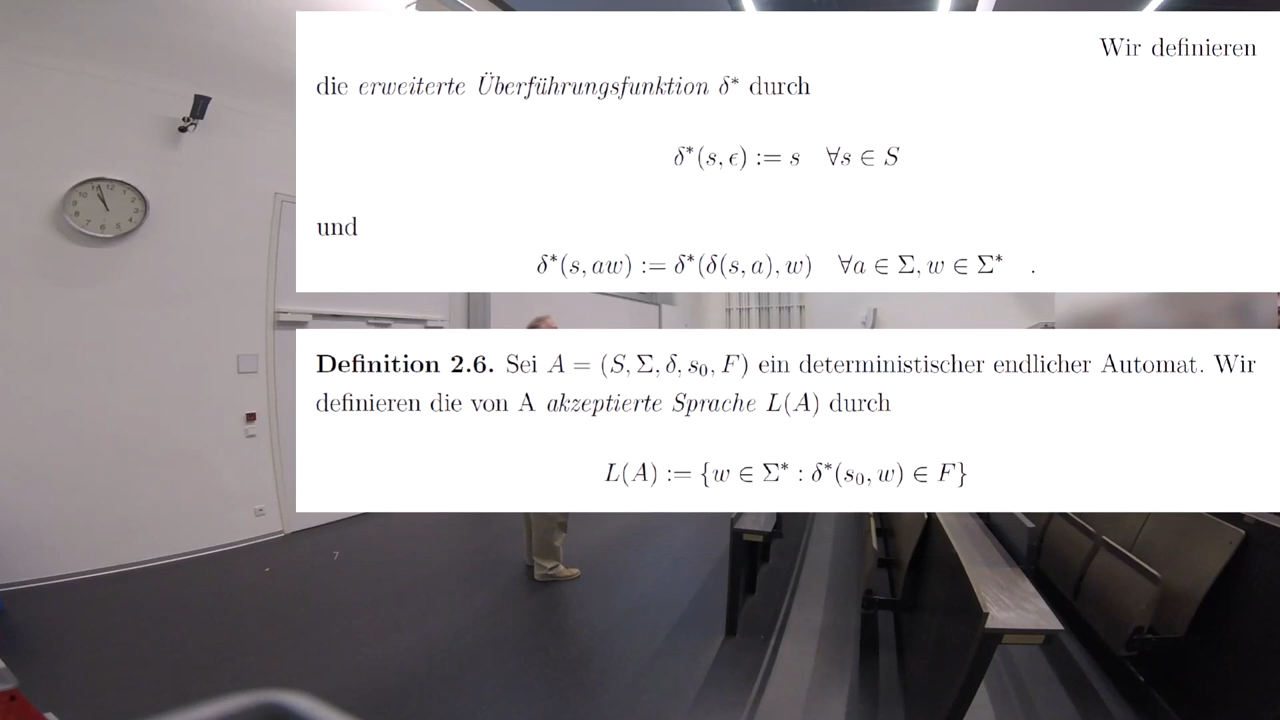 Wir definieren
die erweiterte Überführungsfunktion δ* durch
δ*(s, ϵ) := s ∀s ∈ S
und
δ*(s, aw) := δ*(δ(s, a), w) ∀a ∈ Σ, w ∈ Σ* .
Definition 2.6. Sei A = (S, Σ, δ, s₀, F) ein deterministischer endlicher Automat. Wir
definieren die von A akzeptierte Sprache L(A) durch
L(A) := {w ∈ Σ* : δ*(s₀, w) ∈ F}